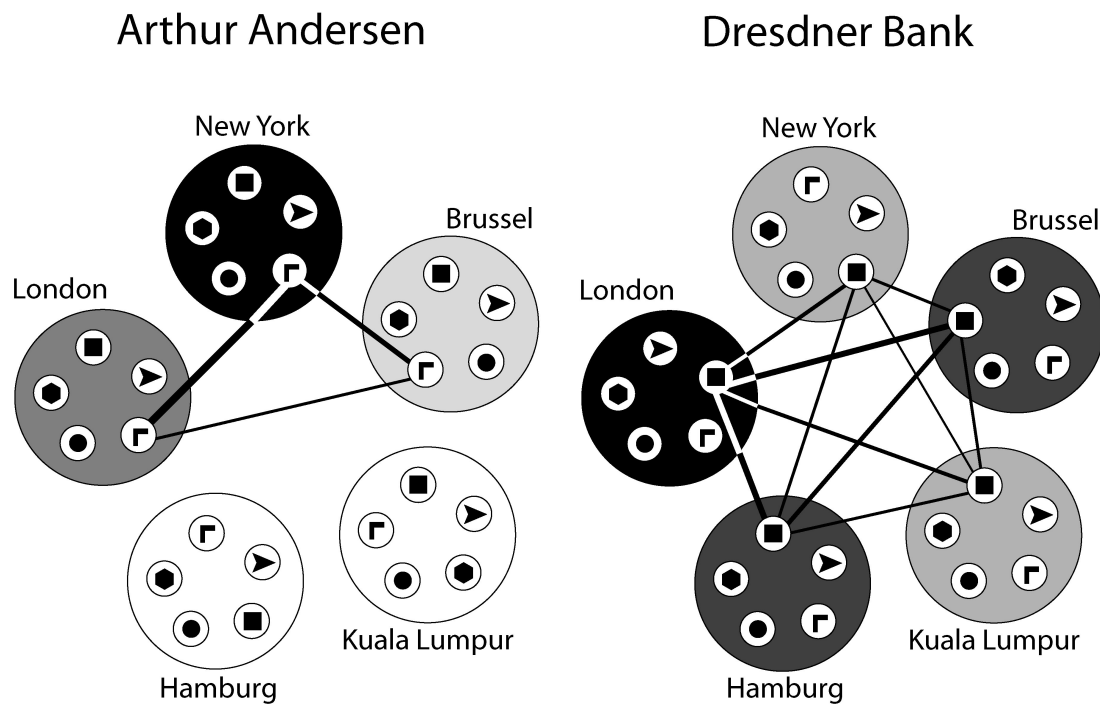 Arthur Andersen
New York
Brussel
London
Kuala Lumpur
Hamburg
Dresdner Bank
New York
Brussel
London
Kuala Lumpur
Hamburg